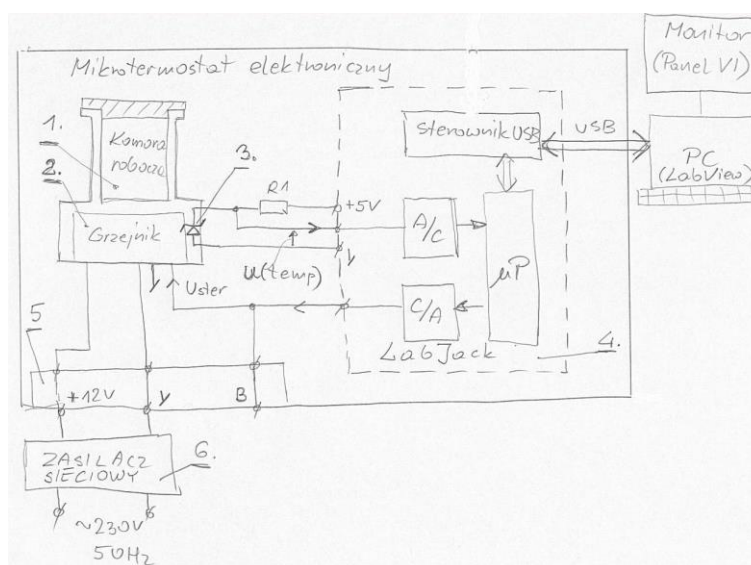 Mikrotermostat elektroniczny
Monitor
(Panel VI)
1.
Komora
robocza
2.
Grzejnik
3.
R1
+5V
U(temp)
Uster
Sterownik USB
USB
PC
(LabView)
A/C
C/A
µP
LabJack
4.
5
+12V
B
ZASILACZ
SIECIOWY
6.
~230V
50Hz